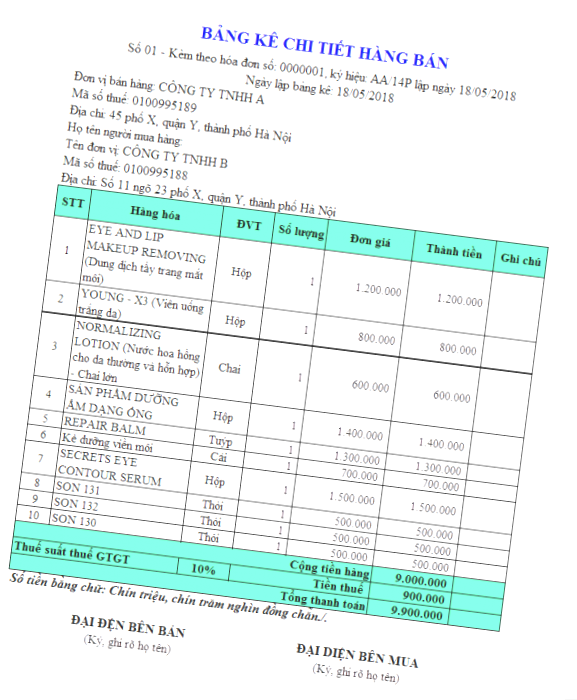 BẢNG KÊ CHI TIẾT HÀNG BÁN
Số 01 - Kèm theo hóa đơn số: 0000001, ký hiệu: AA/14P lập ngày 18/05/2018
Ngày lập bảng kê: 18/05/2018
Đơn vị bán hàng: CÔNG TY TNHH A
Mã số thuế: 0100995189
Địa chỉ: 45 phố X, quận Y, thành phố Hà Nội
Họ tên người mua hàng:
Tên đơn vị: CÔNG TY TNHH B
Mã số thuế: 0100995188
Địa chỉ: Số 11 ngõ 23 phố X, quận Y, thành phố Hà Nội
STT Hàng hóa ĐVT Số lượng Đơn giá Thành tiền Ghi chú
1 EYE AND LIP MAKEUP REMOVING (Dung dịch tẩy trang mắt môi) Hộp 1 1.200.000 1.200.000
2 YOUNG - X3 (Viên uống trắng da) Hộp 1 800.000 800.000
3 NORMALIZING LOTION (Nước hoa hồng cho da thường và hỗn hợp) - Chai lớn Chai 1 600.000 600.000
4 SẢN PHẨM DƯỠNG ẨM DẠNG ỐNG Hộp 1 1.400.000 1.400.000
5 REPAIR BALM Tuýp 1 1.300.000 1.300.000
6 Kẻ dưỡng viền môi Cái 1 700.000 700.000
7 SECRETS EYE CONTOUR SERUM Hộp 1 1.500.000 1.500.000
8 SON 131 Thỏi 1 500.000 500.000
9 SON 132 Thỏi 1 500.000 500.000
10 SON 130 Thỏi 1 500.000 500.000
Cộng tiền hàng 9.000.000
Thuế suất thuế GTGT 10% Tiền thuế 900.000
Tổng thanh toán 9.900.000
Số tiền bằng chữ: Chín triệu, chín trăm nghìn đồng chẵn./.
ĐẠI DIỆN BÊN BÁN
(Ký, ghi rõ họ tên)
ĐẠI DIỆN BÊN MUA
(Ký, ghi rõ họ tên)